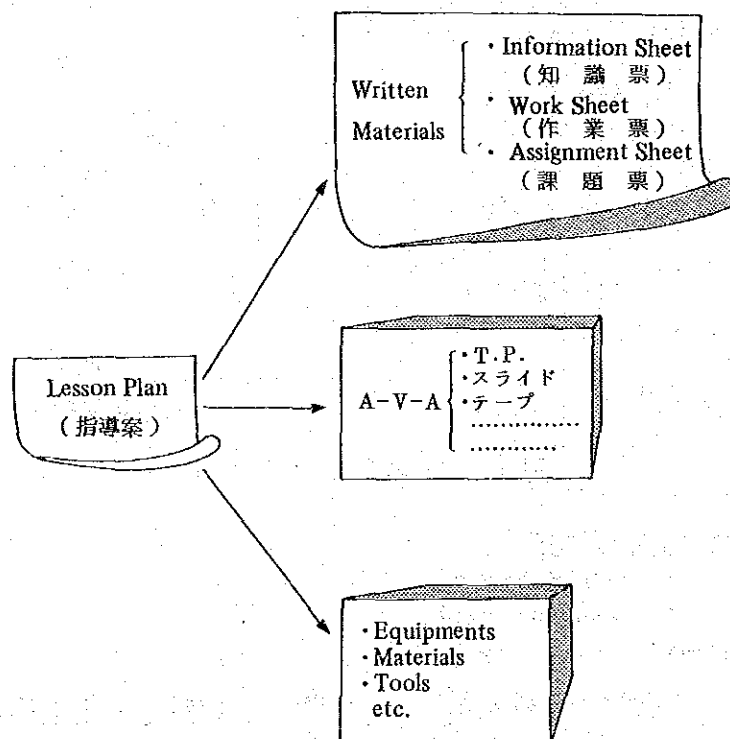 Written
Materials
・Information Sheet
（知 識 票）
・Work Sheet
（作 業 票）
・Assignment Sheet
（課 題 票）
Lesson Plan
（指導案）
A-V-A
・T.P.
・スライド
・テープ
……………
…………
・Equipments
・Materials
・Tools
etc.